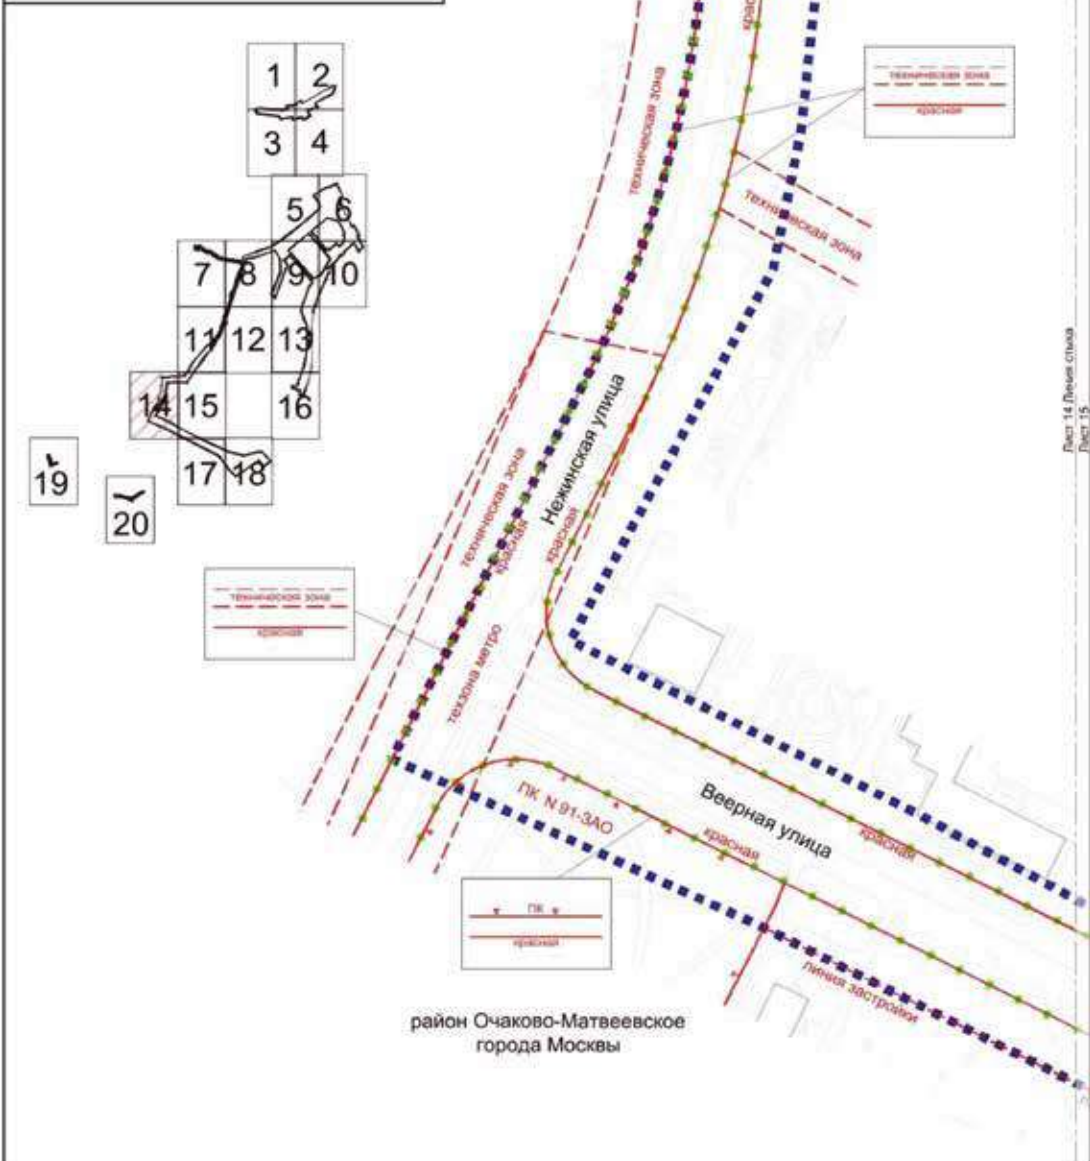 1
2
3
4
5
6
7
8
9
10
11
12
13
14
15
16
17
18
19
20
техническая зона
красная
техническая зона
крас
техническая зона
Нежинская улица
техническая зона
красная
красная
техническая зона
красная
техзона метро
Лист 14 Линия стыка
Лист 15
Веерная улица
красная
красная
ПК N 91-ЗАО
ПК
красная
линия застройки
район Очаково-Матвеевское
города Москвы